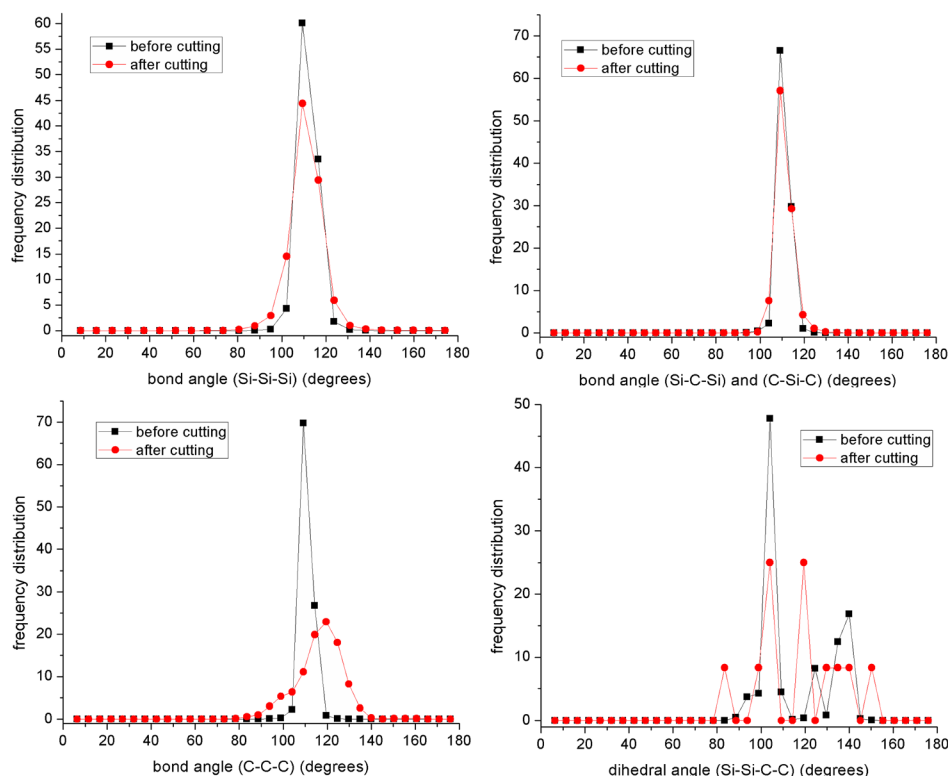 60
55
50
45
40
35
30
25
20
15
10
5
0
frequency distribution
before cutting
after cutting
0 20 40 60 80 100 120 140 160 180
bond angle (Si-Si-Si) (degrees)
70
60
50
40
30
20
10
0
frequency distribution
before cutting
after cutting
0 20 40 60 80 100 120 140 160 180
bond angle (Si-C-Si) and (C-Si-C) (degrees)
70
60
50
40
30
20
10
0
frequency distribution
before cutting
after cutting
0 20 40 60 80 100 120 140 160 180
bond angle (C-C-C) (degrees)
50
40
30
20
10
0
frequency distribution
before cutting
after cutting
0 20 40 60 80 100 120 140 160 180
dihedral angle (Si-Si-C-C) (degrees)